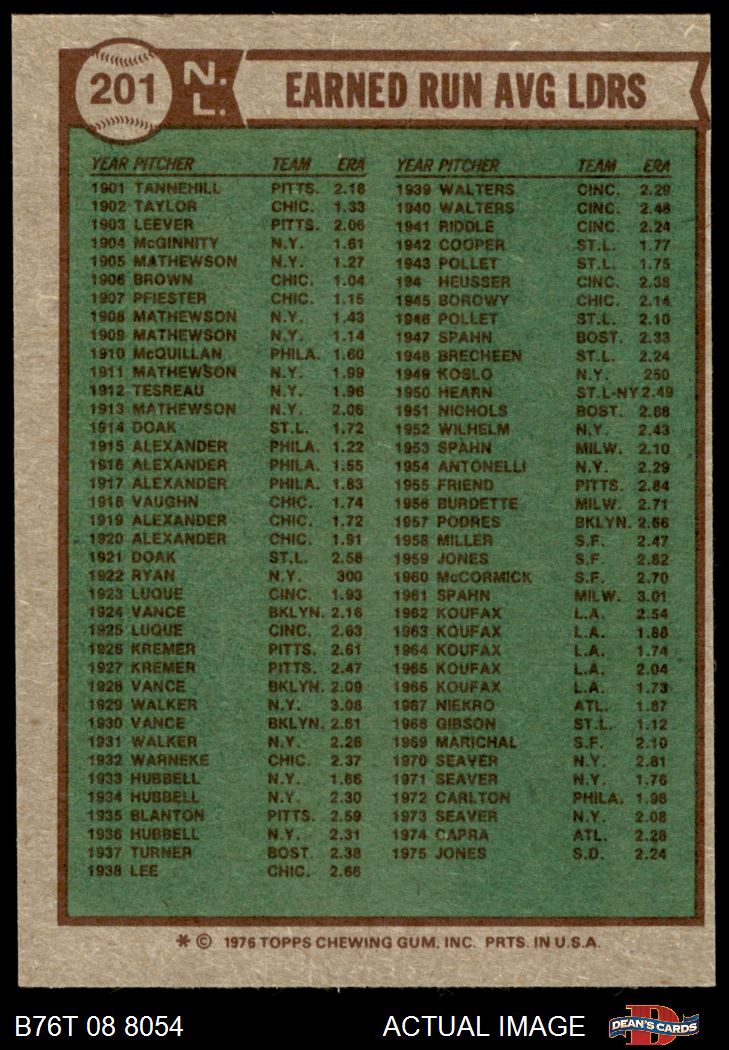 201 N.L. EARNED RUN AVG LDRS
YEAR PITCHER TEAM ERA
1901 TANNEHILL PITTS. 2.18
1902 TAYLOR CHIC. 1.33
1903 LEEVER PITTS. 2.06
1904 McGINNITY N.Y. 1.61
1905 MATHEWSON N.Y. 1.27
1906 BROWN CHIC. 1.04
1907 PFIESTER CHIC. 1.15
1908 MATHEWSON N.Y. 1.43
1909 MATHEWSON N.Y. 1.14
1910 McQUILLAN PHILA. 1.60
1911 MATHEWSON N.Y. 1.99
1912 TESREAU N.Y. 1.96
1913 MATHEWSON N.Y. 2.06
1914 DOAK ST.L. 1.72
1915 ALEXANDER PHILA. 1.22
1916 ALEXANDER PHILA. 1.55
1917 ALEXANDER PHILA. 1.83
1918 VAUGHN CHIC. 1.74
1919 ALEXANDER CHIC. 1.72
1920 ALEXANDER CHIC. 1.91
1921 DOAK ST.L. 2.58
1922 RYAN N.Y. 300
1923 LUQUE CINC. 1.93
1924 VANCE BKLYN. 2.16
1925 LUQUE CINC. 2.63
1926 KREMER PITTS. 2.61
1927 KREMER PITTS. 2.47
1928 VANCE BKLYN. 2.09
1929 WALKER N.Y. 3.08
1930 VANCE BKLYN. 2.61
1931 WALKER N.Y. 2.26
1932 WARNEKE CHIC. 2.37
1933 HUBBELL N.Y. 1.66
1934 HUBBELL N.Y. 2.30
1935 BLANTON PITTS. 2.59
1936 HUBBELL N.Y. 2.31
1937 TURNER BOST. 2.38
1938 LEE CHIC. 2.66
YEAR PITCHER TEAM ERA
1939 WALTERS CINC. 2.29
1940 WALTERS CINC. 2.48
1941 RIDDLE CINC. 2.24
1942 COOPER ST.L. 1.77
1943 POLLET ST.L. 1.75
194 HEUSSER CINC. 2.38
1945 BOROWY CHIC. 2.14
1946 POLLET ST.L. 2.10
1947 SPAHN BOST. 2.33
1948 BRECHEEN ST.L. 2.24
1949 KOSLO N.Y. 250
1950 HEARN ST.L-NY 2.49
1951 NICHOLS BOST. 2.88
1952 WILHELM N.Y. 2.43
1953 SPAHN MILW. 2.10
1954 ANTONELLI N.Y. 2.29
1955 FRIEND PITTS. 2.84
1956 BURDETTE MILW. 2.71
1957 PODRES BKLYN. 2.66
1958 MILLER S.F. 2.47
1959 JONES S.F. 2.82
1960 McCORMICK S.F. 2.70
1961 SPAHN MILW. 3.01
1962 KOUFAX L.A. 2.54
1963 KOUFAX L.A. 1.88
1964 KOUFAX L.A. 1.74
1965 KOUFAX L.A. 2.04
1966 KOUFAX L.A. 1.73
1967 NIEKRO ATL. 1.87
1968 GIBSON ST.L. 1.12
1969 MARICHAL S.F. 2.10
1970 SEAVER N.Y. 2.81
1971 SEAVER N.Y. 1.76
1972 CARLTON PHILA. 1.98
1973 SEAVER N.Y. 2.08
1974 CAPRA ATL. 2.28
1975 JONES S.D. 2.24
* © 1976 TOPPS CHEWING GUM, INC. PRTS. IN U.S.A.
B76T 08 8054 ACTUAL IMAGE DEAN'S CARDS